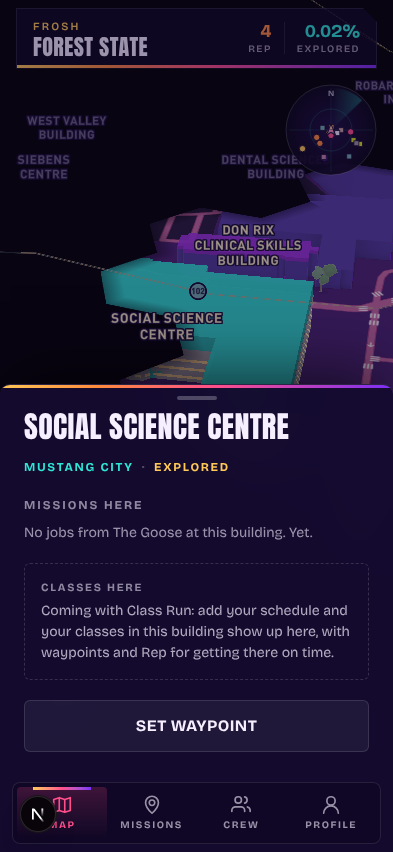 FROSH
FOREST STATE
4
REP
0.02%
EXPLORED
N
WEST VALLEY
BUILDING
SIEBENS
CENTRE
DENTAL
BUILDING
DON RIX
CLINICAL SKILLS
BUILDING
102
SOCIAL SCIENCE
CENTRE
SOCIAL SCIENCE CENTRE
MUSTANG CITY · EXPLORED
MISSIONS HERE
No jobs from The Goose at this building. Yet.
CLASSES HERE
Coming with Class Run: add your schedule and
your classes in this building show up here, with
waypoints and Rep for getting there on time.
SET WAYPOINT
N
MAP
MISSIONS
CREW
PROFILE